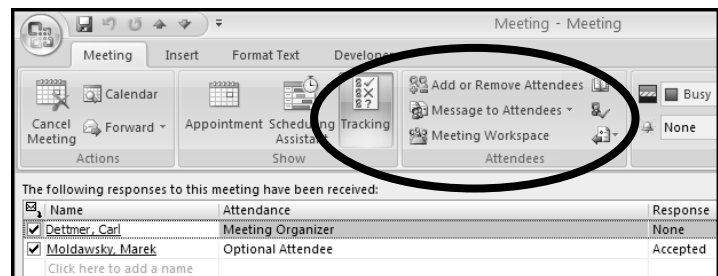 Meeting - Meeting
Meeting Insert Format Text Developer
Calendar Add or Remove Attendees Busy
Forward Message to Attendees
Cancel Meeting Appointment Scheduling Assistant Tracking Meeting Workspace None
Actions Show Attendees
The following responses to this meeting have been received:
Name Attendance Response
Dettmer, Carl Meeting Organizer None
Moldawsky, Marek Optional Attendee Accepted
Click here to add a name